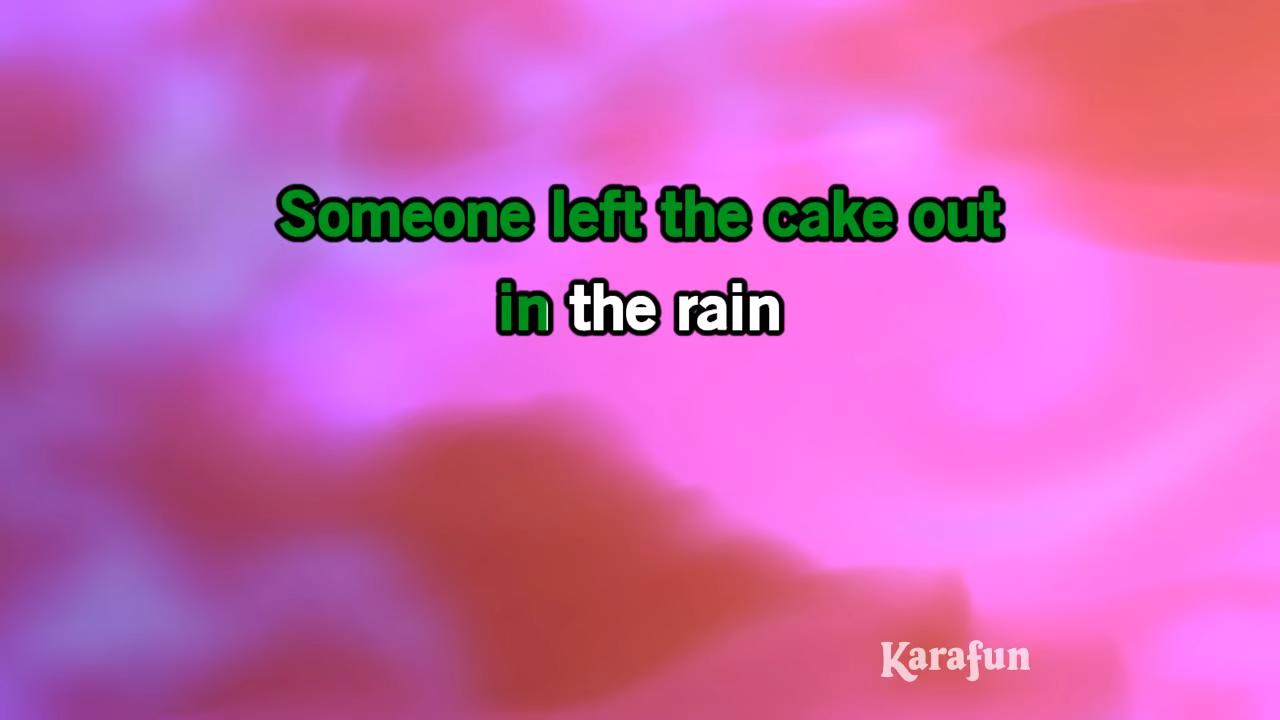 Someone left the cake out
in the rain
Karafun